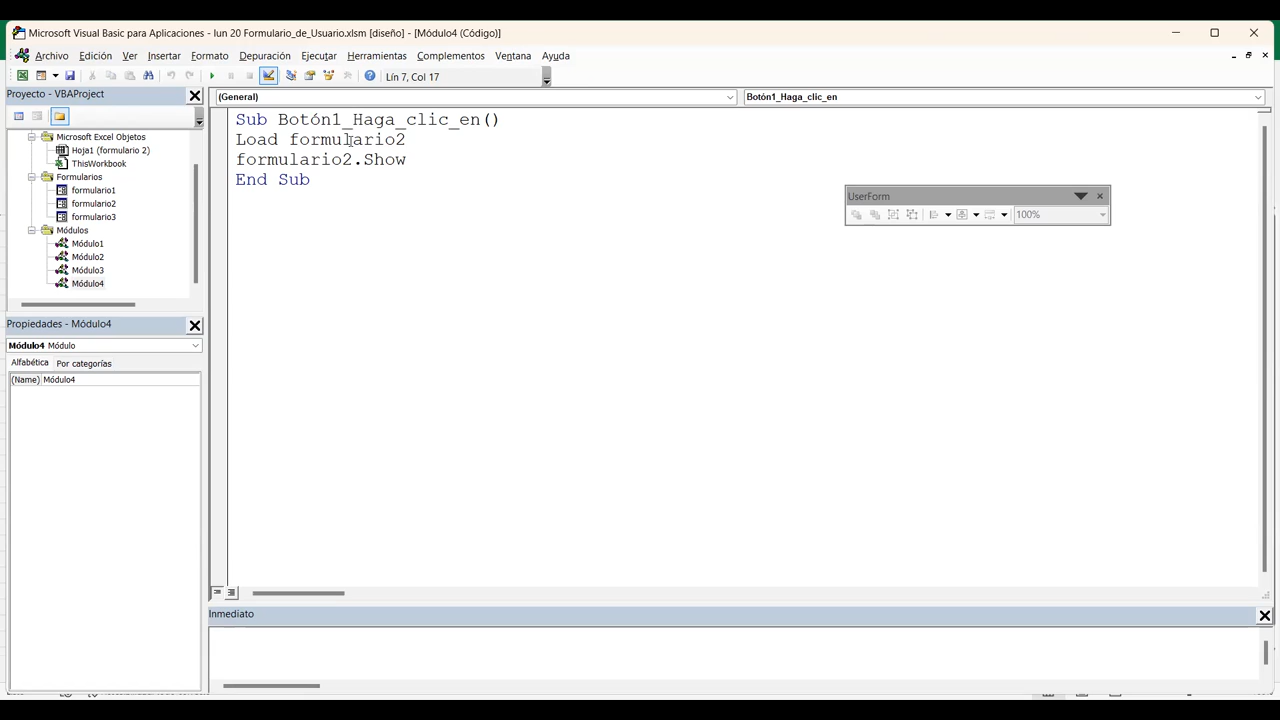 Microsoft Visual Basic para Aplicaciones - lun 20 Formulario_de_Usuario.xlsm [diseño] - [Módulo4 (Código)]
Archivo Edición Ver Insertar Formato Depuración Ejecutar Herramientas Complementos Ventana Ayuda
Lín 7, Col 17
Proyecto - VBAProject
Microsoft Excel Objetos
Hoja1 (formulario 2)
ThisWorkbook
Formularios
formulario1
formulario2
formulario3
Módulos
Módulo1
Módulo2
Módulo3
Módulo4
Propiedades - Módulo4
Módulo4 Módulo
Alfabética Por categorías
(Name) Módulo4
(General) Botón1_Haga_clic_en
Sub Botón1_Haga_clic_en()
Load formulario2
formulario2.Show
End Sub
UserForm
100%
Inmediato